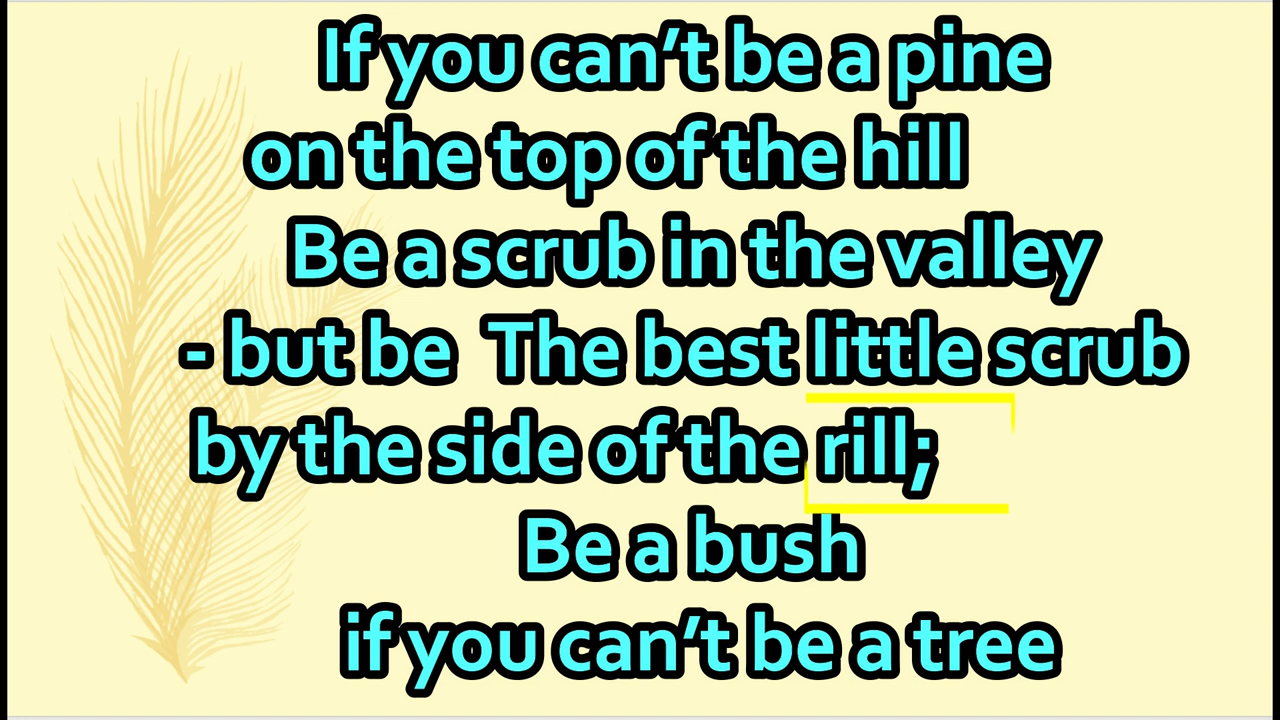 If you can’t be a pine
on the top of the hill
Be a scrub in the valley
- but be  The best little scrub
by the side of the rill;
Be a bush
if you can’t be a tree